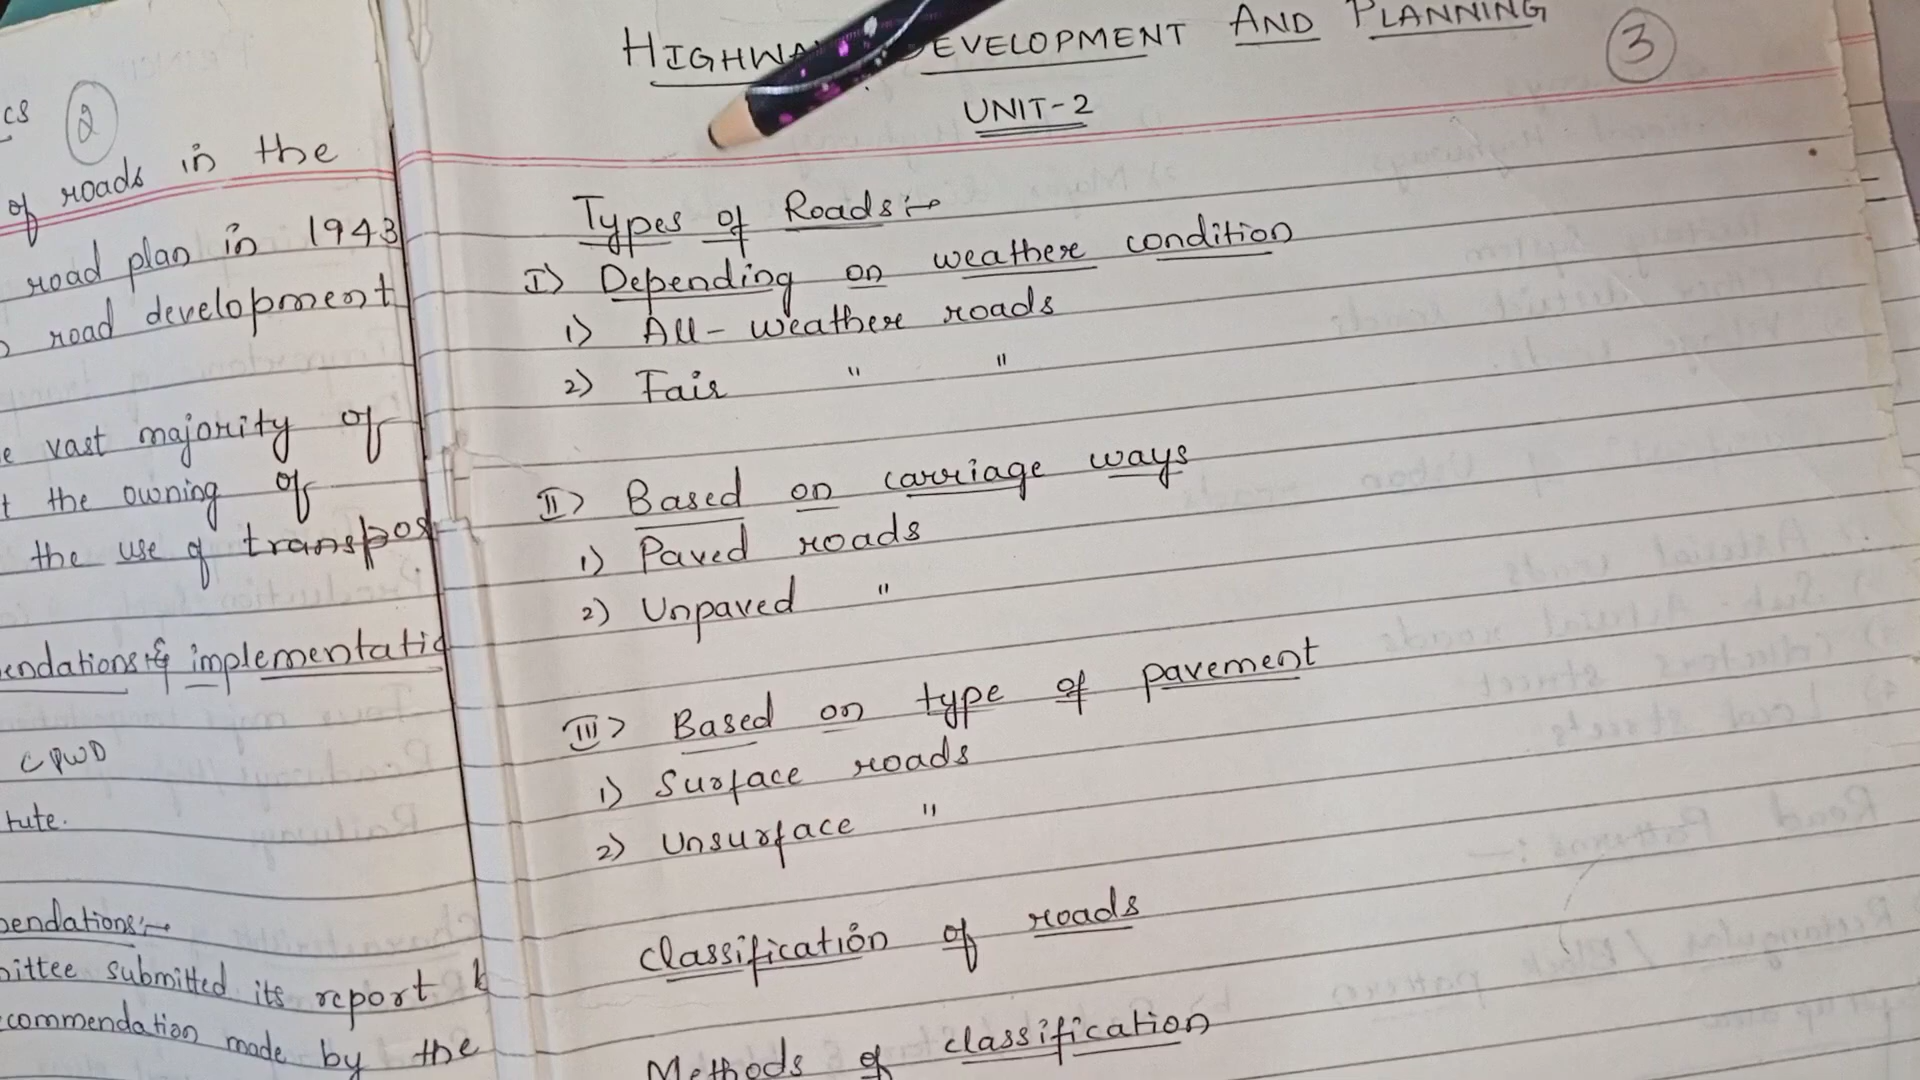 cs ②
of roads in the
road plan in 1943
road development
vast majority of
the owning of
the use of transpor
endations & implementatio
CPWD
tute.
endations:-
ittee submitted its report
commendation made by the
HIGHWA EVELOPMENT AND PLANNING ③
UNIT-2
Types of Roads:-
I) Depending on weathere condition
1) All-weathere roads
2) Fair " "
II) Based on carriage ways
1) Paved roads
2) Unpaved "
III) Based on type of pavement
1) Surface roads
2) Unsurface "
Classification of roads
Methods of classification